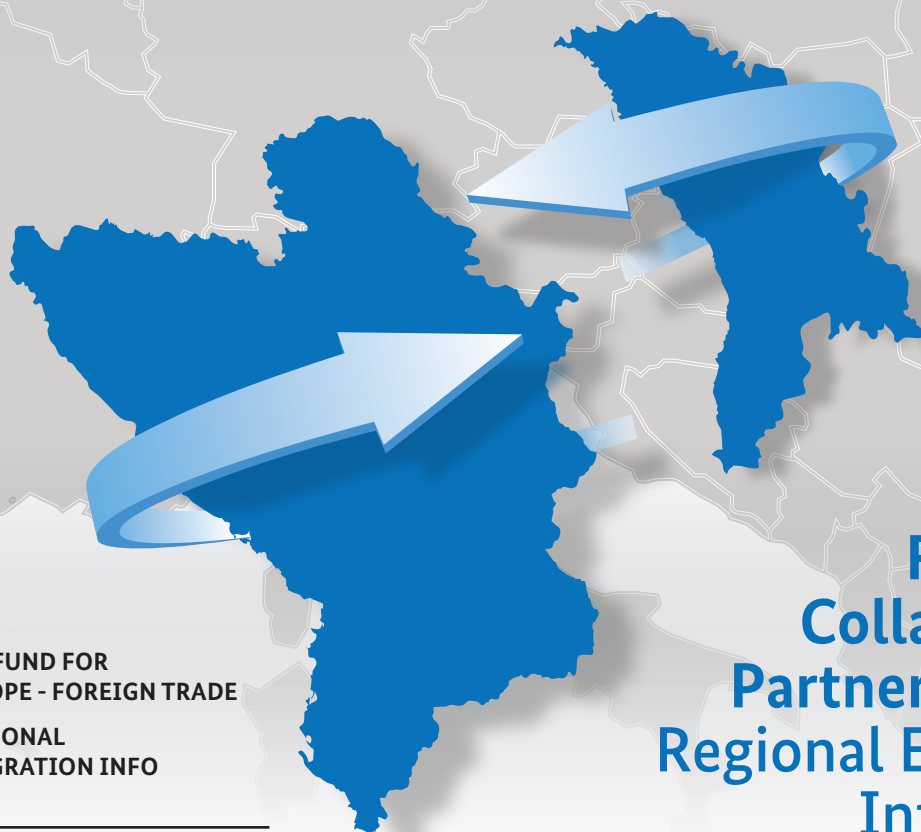 FUND FOR
OPE - FOREIGN TRADE
ONAL
GRATION INFO
Colla
Partner
Regional E
Int